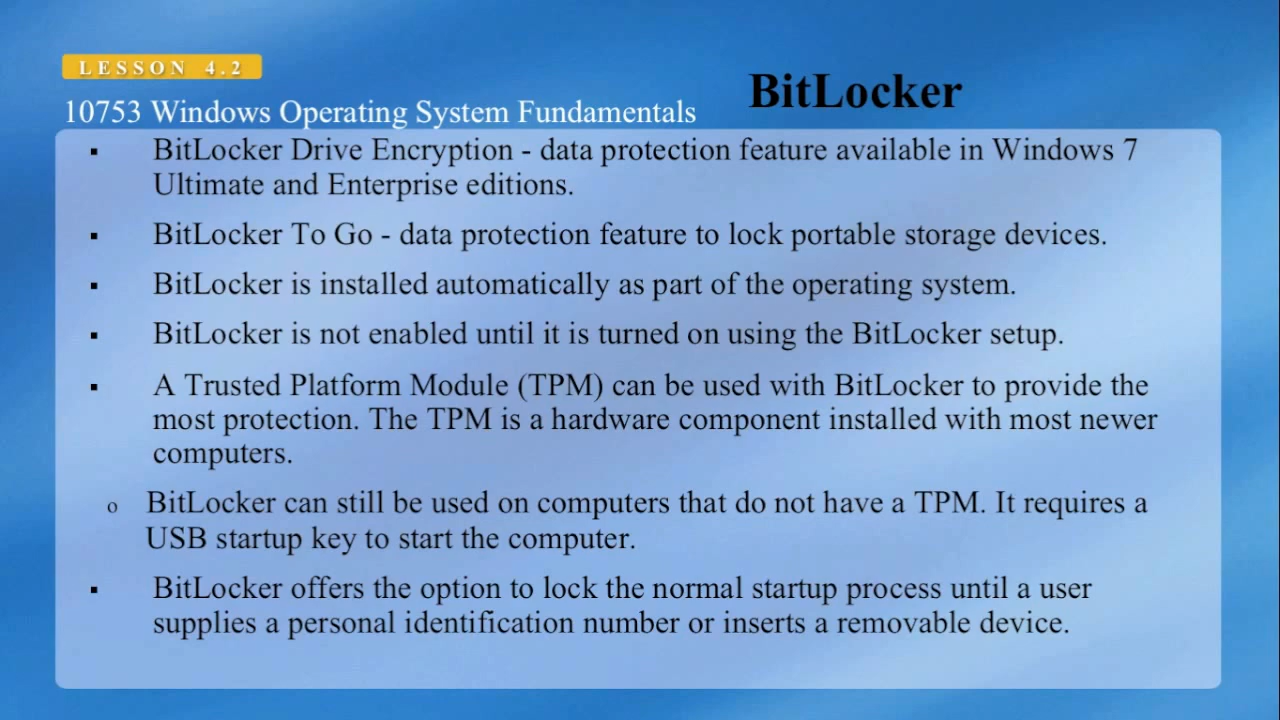 LESSON 4.2
10753 Windows Operating System Fundamentals
BitLocker
▪ BitLocker Drive Encryption - data protection feature available in Windows 7
Ultimate and Enterprise editions.
▪ BitLocker To Go - data protection feature to lock portable storage devices.
▪ BitLocker is installed automatically as part of the operating system.
▪ BitLocker is not enabled until it is turned on using the BitLocker setup.
▪ A Trusted Platform Module (TPM) can be used with BitLocker to provide the
most protection. The TPM is a hardware component installed with most newer
computers.
o BitLocker can still be used on computers that do not have a TPM. It requires a
USB startup key to start the computer.
▪ BitLocker offers the option to lock the normal startup process until a user
supplies a personal identification number or inserts a removable device.